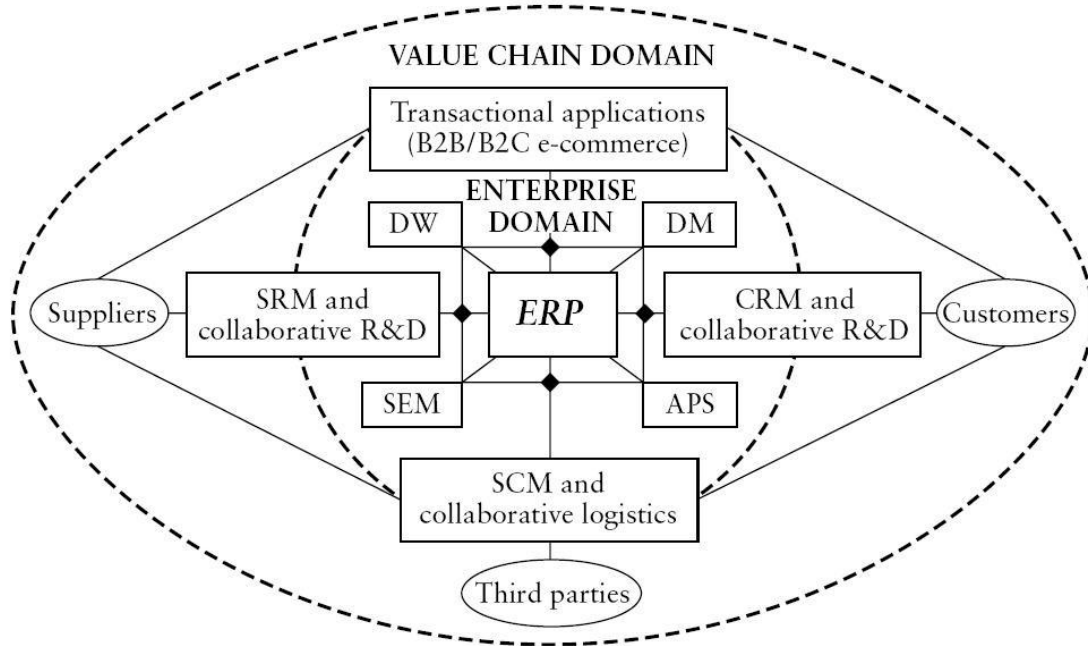 VALUE CHAIN DOMAIN
Transactional applications
(B2B/B2C e-commerce)
ENTERPRISE
DOMAIN
DW
DM
Suppliers
SRM and
collaborative R&D
ERP
CRM and
collaborative R&D
Customers
SEM
APS
SCM and
collaborative logistics
Third parties